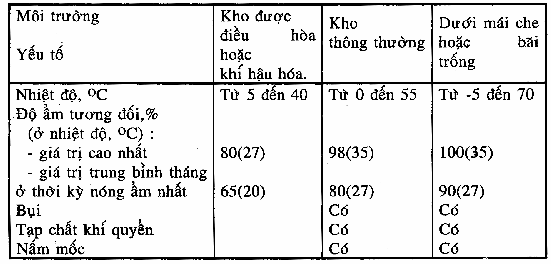 Môi trường
Yếu tố
Kho được điều hòa hoặc khí hậu hóa.
Kho thông thường
Dưới mái che hoặc bãi trống
Nhiệt độ, ºC Từ 5 đến 40 Từ 0 đến 55 Từ -5 đến 70
Độ ẩm tương đối,%
(ở nhiệt độ, ºC) :
- giá trị cao nhất 80(27) 98(35) 100(35)
- giá trị trung bình tháng
ở thời kỳ nóng ẩm nhất 65(20) 80(27) 90(27)
Bụi Có Có
Tạp chất khí quyển Có Có
Nấm mốc Có Có